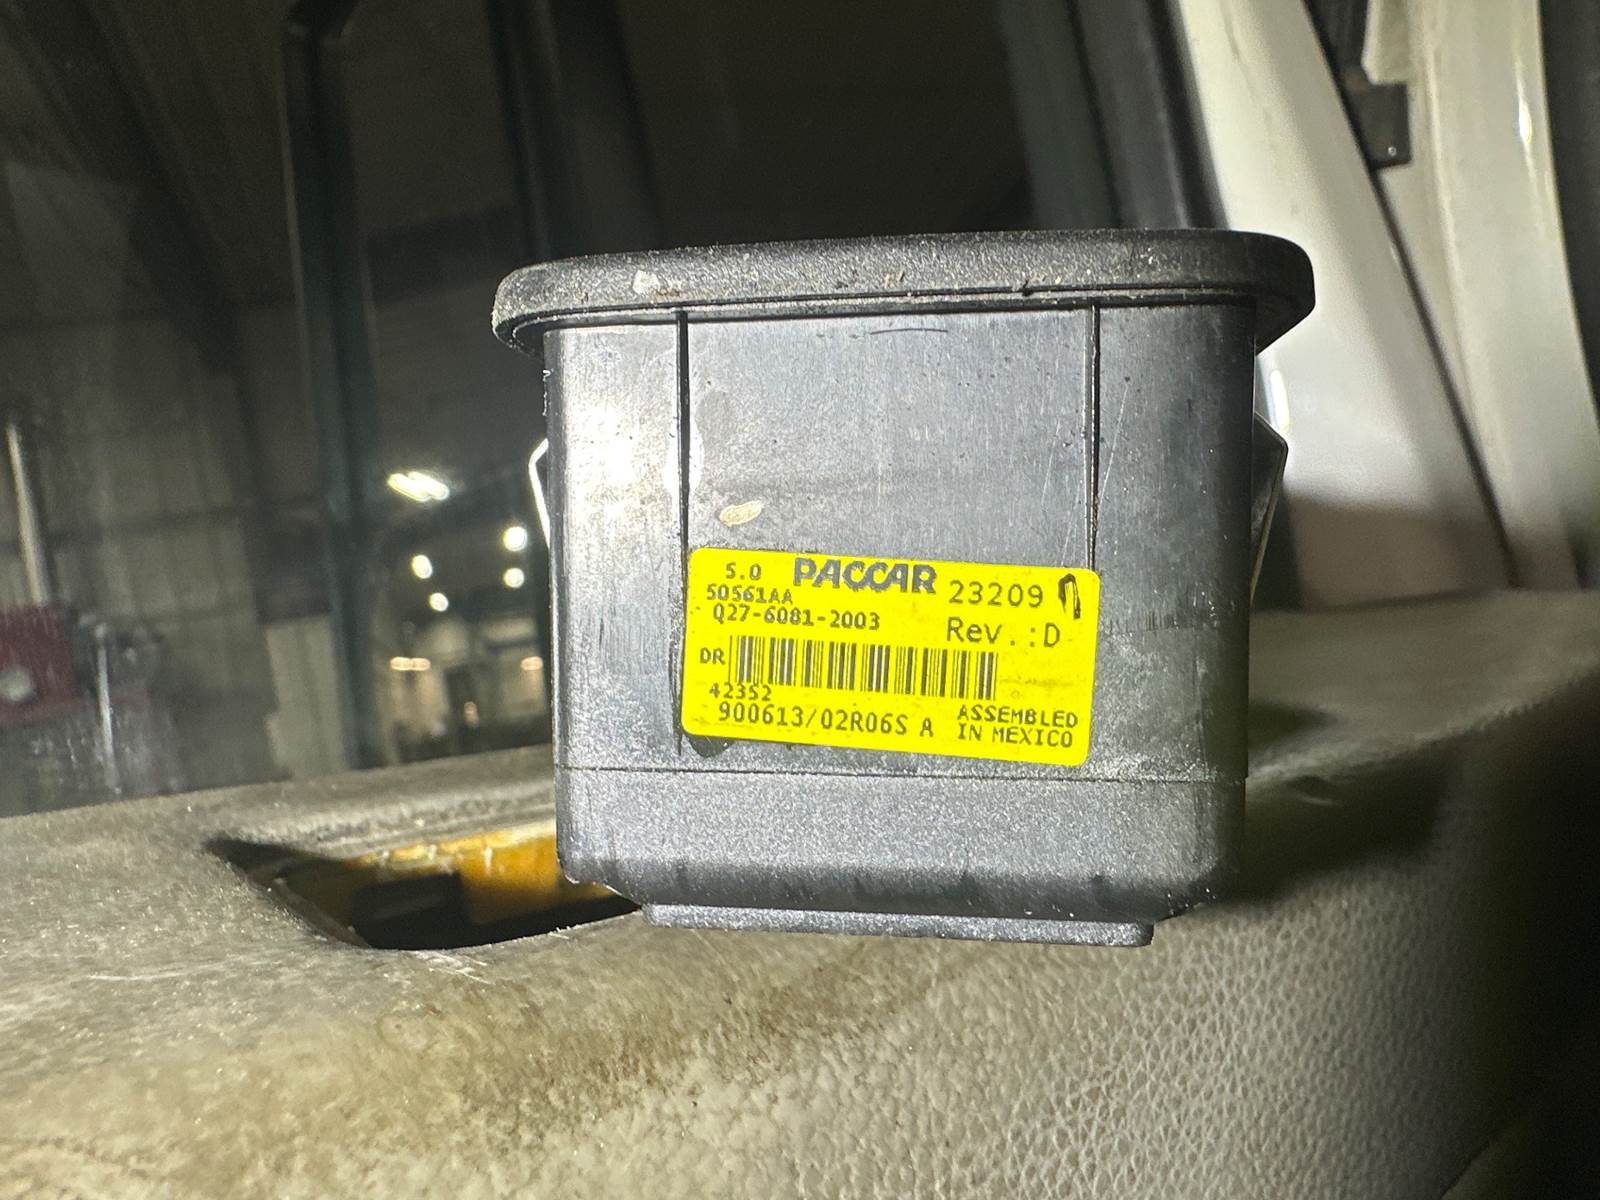 5.0 PACCAR 23209
50561AA
Q27-6081-2003 Rev.:D
DR
42352
900613/02R06S A ASSEMBLED
IN MEXICO